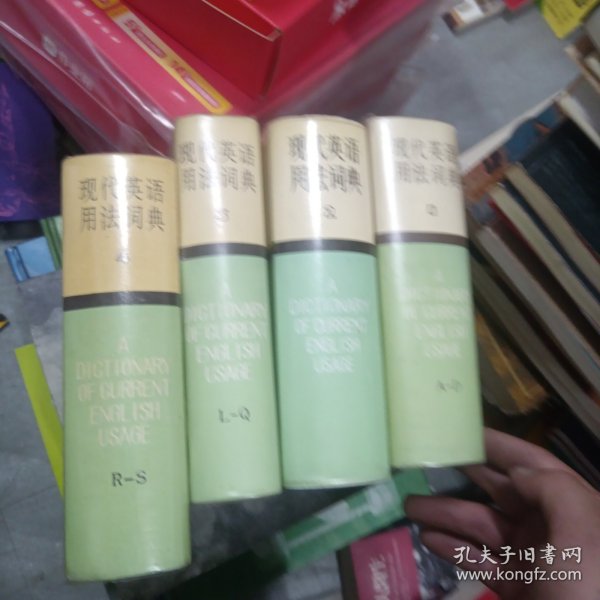 现代英语
用法词典
4
A
DICTIONARY
OF CURRENT
ENGLISH
USAGE
R-S
现代英语
用法词典
3
A
DICTIONARY
OF CURRENT
ENGLISH
USAGE
L-Q
现代英语
用法词典
A
DICTIONARY
OF CURRENT
ENGLISH
USAGE
现代英语
用法词典
A
DICTIONARY
OF CURRENT
ENGLISH
USAGE
A-D
孔夫子旧书网
www.kongfz.com